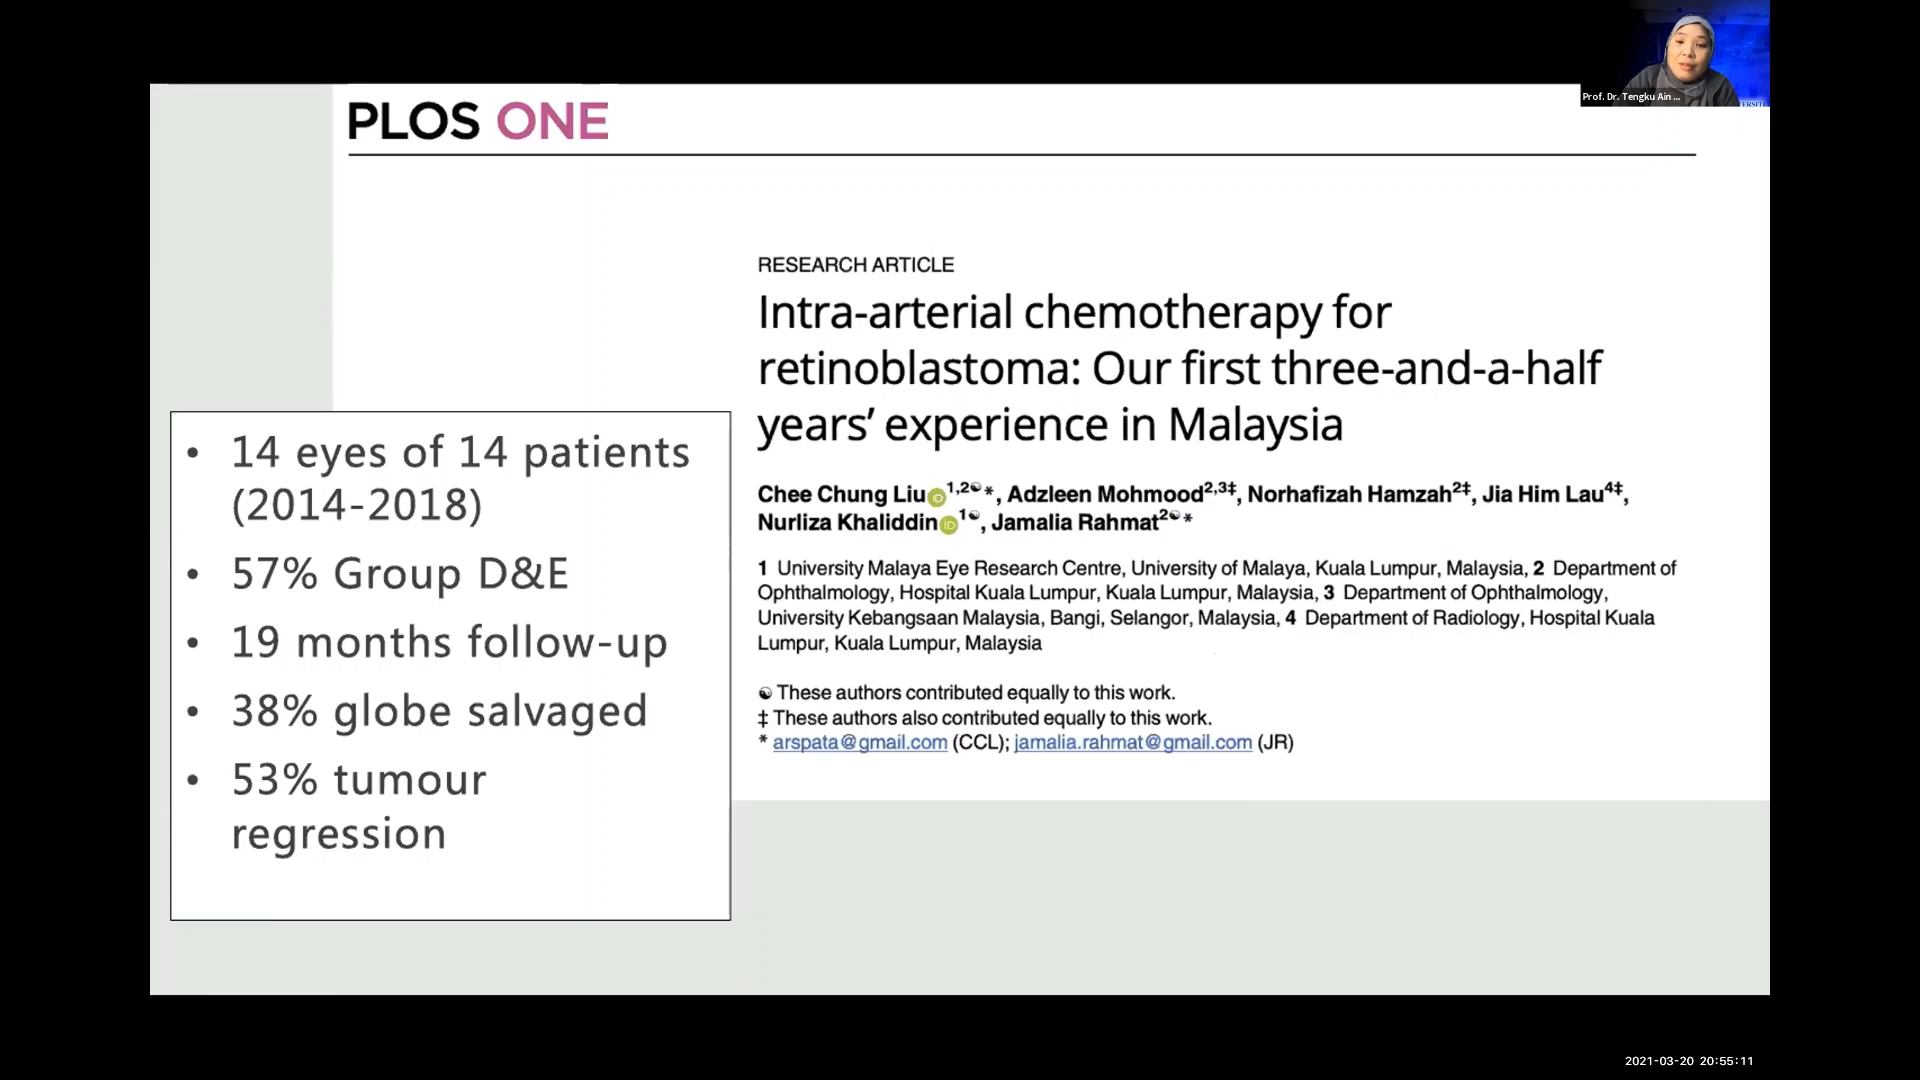 Prof. Dr. Tengku Ain ...
PLOS ONE
RESEARCH ARTICLE
Intra-arterial chemotherapy for
retinoblastoma: Our first three-and-a-half
years’ experience in Malaysia
Chee Chung Liu1,2☯*, Adzleen Mohmood2,3‡, Norhafizah Hamzah2‡, Jia Him Lau4‡,
Nurliza Khaliddin1☯, Jamalia Rahmat2☯*
1 University Malaya Eye Research Centre, University of Malaya, Kuala Lumpur, Malaysia, 2 Department of
Ophthalmology, Hospital Kuala Lumpur, Kuala Lumpur, Malaysia, 3 Department of Ophthalmology,
University Kebangsaan Malaysia, Bangi, Selangor, Malaysia, 4 Department of Radiology, Hospital Kuala
Lumpur, Kuala Lumpur, Malaysia
☯ These authors contributed equally to this work.
‡ These authors also contributed equally to this work.
* arspata@gmail.com (CCL); jamalia.rahmat@gmail.com (JR)
• 14 eyes of 14 patients
(2014-2018)
• 57% Group D&E
• 19 months follow-up
• 38% globe salvaged
• 53% tumour
regression
2021-03-20 20:55:11